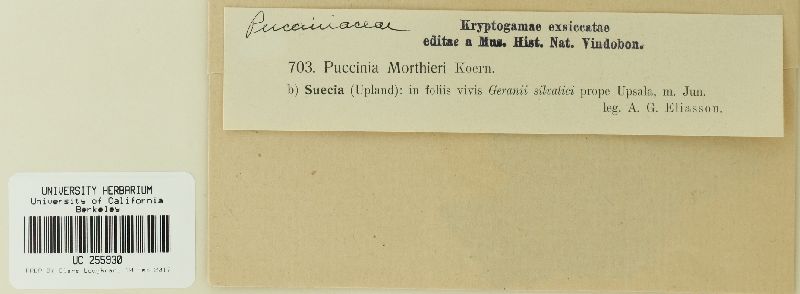 Pucciniaceae
Kryptogamae exsiccatae
editae a Mus. Hist. Nat. Vindobon.
703. Puccinia Morthieri Koern.
b) Suecia (Upland): in foliis vivis Geranii silvatici prope Upsala, m. Jun.
leg. A. G. Eliasson.
UNIVERSITY HERBARIUM
University of California
Berkeley
UC 255930